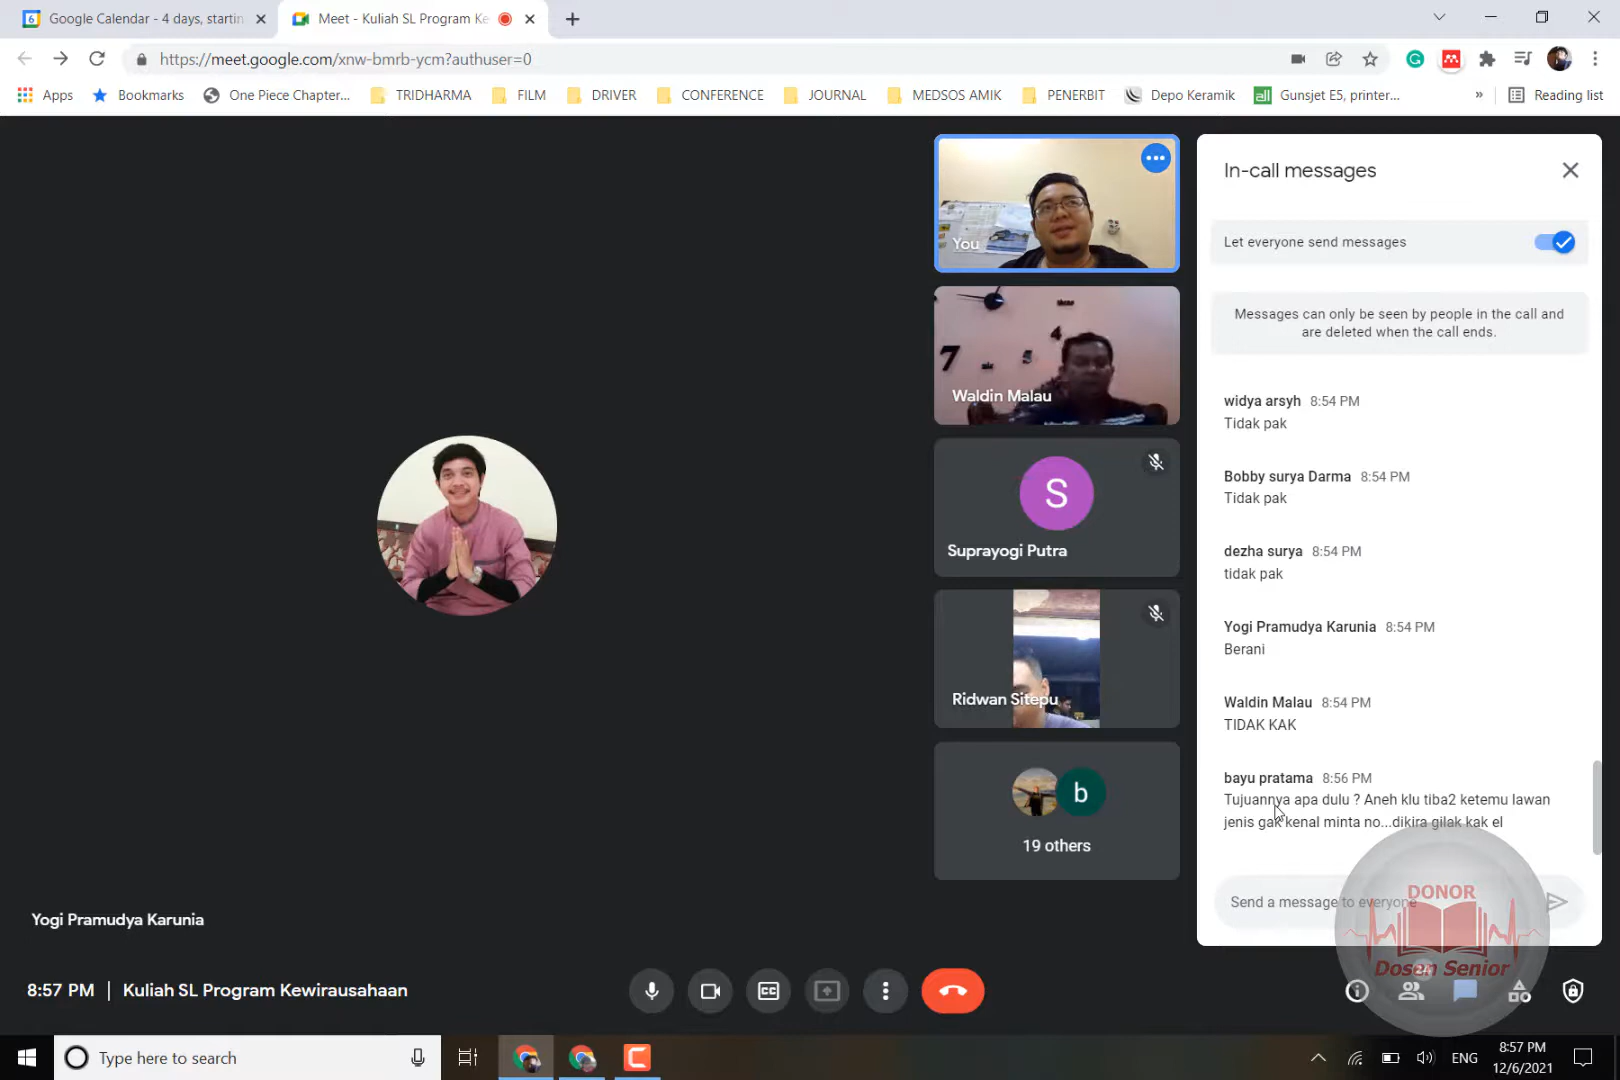 Google Calendar - 4 days, startin
Meet - Kuliah SL Program Ke
https://meet.google.com/xnw-bmrb-ycm?authuser=0
Apps
Bookmarks
One Piece Chapter...
TRIDHARMA
FILM
DRIVER
CONFERENCE
JOURNAL
MEDSOS AMIK
PENERBIT
Depo Keramik
Gunsjet E5, printer...
»
Reading list
You
Waldin Malau
S
Suprayogi Putra
Ridwan Sitepu
b
19 others
Yogi Pramudya Karunia
In-call messages
Let everyone send messages
Messages can only be seen by people in the call and
are deleted when the call ends.
widya arsyh 8:54 PM
Tidak pak
Bobby surya Darma 8:54 PM
Tidak pak
dezha surya 8:54 PM
tidak pak
Yogi Pramudya Karunia 8:54 PM
Berani
Waldin Malau 8:54 PM
TIDAK KAK
bayu pratama 8:56 PM
Tujuannya apa dulu ? Aneh klu tiba2 ketemu lawan
jenis gak kenal minta no...dikira gilak kak el
Send a message to everyone
DONOR
Dosen Senior
8:57 PM | Kuliah SL Program Kewirausahaan
CC
Type here to search
ENG
8:57 PM
12/6/2021